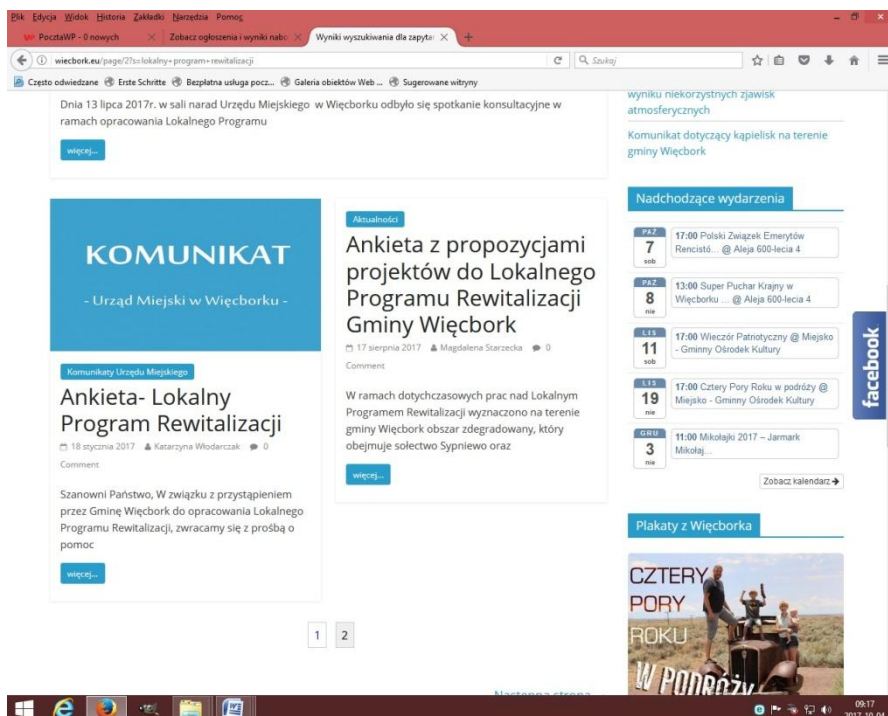 Plik Edycja Widok Historia Zakładki Narzędzia Pomoc
PocztaWP - 0 nowych
Zobacz ogłoszenia i wyniki nabo
Wyniki wyszukiwania dla zapytan
wiecbork.eu/page/2?s=lokalny+program+rewitalizacji
Szukaj
Często odwiedzane Erste Schritte Bezpłatna usługa pocz... Galeria obiektów Web ... Sugerowane witryny
Dnia 13 lipca 2017r. w sali narad Urzędu Miejskiego w Więcborku odbyło się spotkanie konsultacyjne w
ramach opracowania Lokalnego Programu
więcej...
KOMUNIKAT
- Urząd Miejski w Więcborku -
Komunikaty Urzędu Miejskiego
Ankieta- Lokalny
Program Rewitalizacji
18 stycznia 2017 Katarzyna Włodarczak 0
Comment
Szanowni Państwo, W związku z przystąpieniem
przez Gminę Więcbork do opracowania Lokalnego
Programu Rewitalizacji, zwracamy się z prośbą o
pomoc
więcej...
Aktualności
Ankieta z propozycjami
projektów do Lokalnego
Programu Rewitalizacji
Gminy Więcbork
17 sierpnia 2017 Magdalena Starzecka 0
Comment
W ramach dotychczasowych prac nad Lokalnym
Programem Rewitalizacji wyznaczono na terenie
gminy Więcbork obszar zdegradowany, który
obejmuje sołectwo Sypniewo oraz
więcej...
1 2
Następna strona
wyniku niekorzystnych zjawisk
atmosferycznych
Komunikat dotyczący kąpielisk na terenie
gminy Więcbork
Nadchodzące wydarzenia
PAŹ
7
sob
17:00 Polski Związek Emerytów
Rencistó... @ Aleja 600-lecia 4
PAŹ
8
nie
13:00 Super Puchar Krajny w
Więcborku ... @ Aleja 600-lecia 4
LIS
11
sob
17:00 Wieczór Patriotyczny @ Miejsko
- Gminny Ośrodek Kultury
LIS
19
nie
17:00 Cztery Pory Roku w podróży @
Miejsko - Gminny Ośrodek Kultury
GRU
3
nie
11:00 Mikołajki 2017 – Jarmark
Mikołaj...
Zobacz kalendarz
Plakaty z Więcborka
CZTERY
PORY
ROKU
W PODRÓŻY
facebook
09:17
2017-10-04